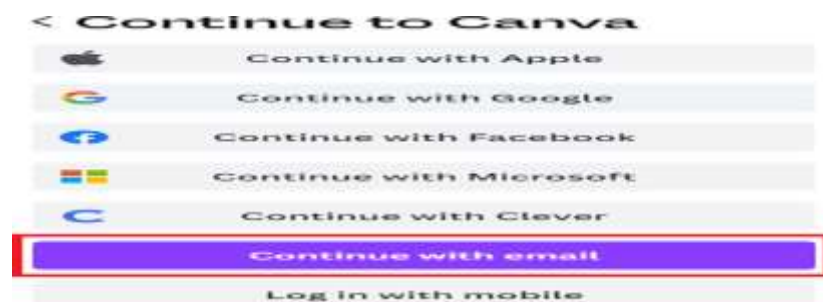 < Continue to Canva
Continue with Apple
Continue with Google
Continue with Facebook
Continue with Microsoft
Continue with Clever
Continue with email
Log in with mobile